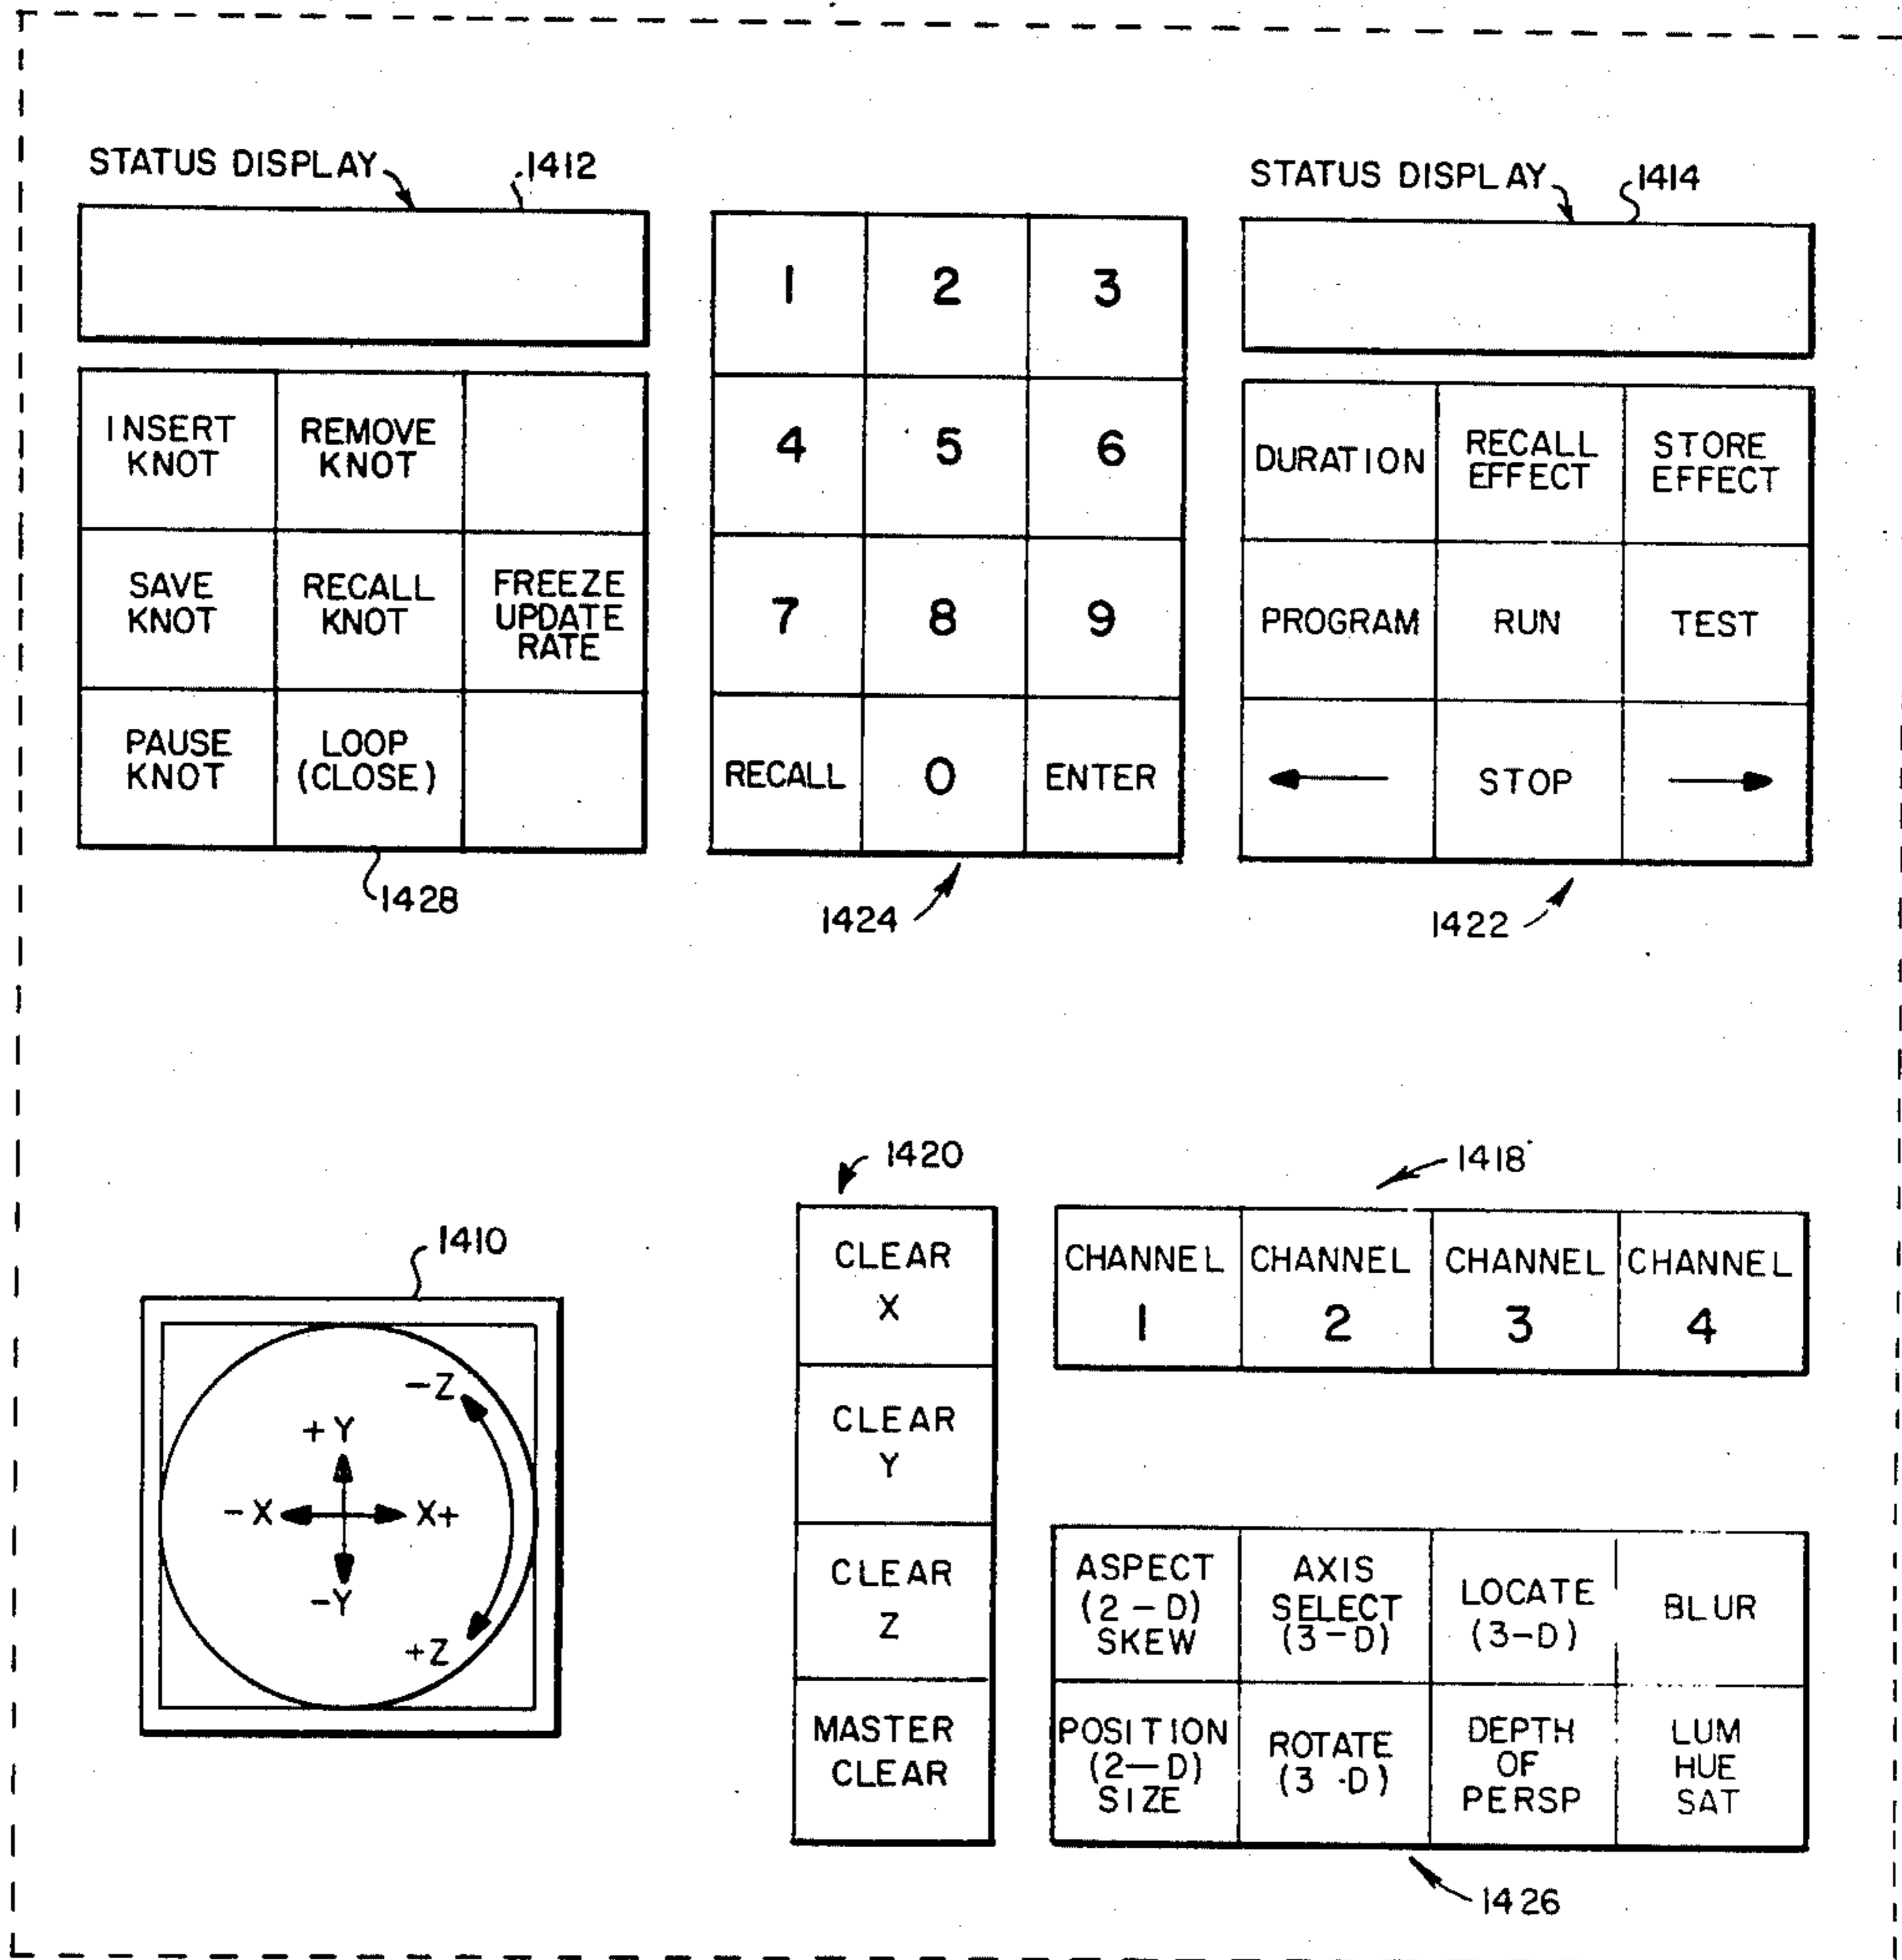 STATUS DISPLAY
1412
STATUS DISPLAY
1414
INSERT
KNOT
REMOVE
KNOT
SAVE
KNOT
RECALL
KNOT
FREEZE
UPDATE
RATE
PAUSE
KNOT
LOOP
(CLOSE)
1428
1
2
3
4
5
6
7
8
9
RECALL
0
ENTER
1424
DURATION
RECALL
EFFECT
STORE
EFFECT
PROGRAM
RUN
TEST
STOP
1422
1410
-Z
+Y
-X
X+
-Y
+Z
1420
CLEAR
X
CLEAR
Y
CLEAR
Z
MASTER
CLEAR
1418
CHANNEL
1
CHANNEL
2
CHANNEL
3
CHANNEL
4
ASPECT
(2-D)
SKEW
AXIS
SELECT
(3-D)
LOCATE
(3-D)
BLUR
POSITION
(2-D)
SIZE
ROTATE
(3-D)
DEPTH
OF
PERSP
LUM
HUE
SAT
1426